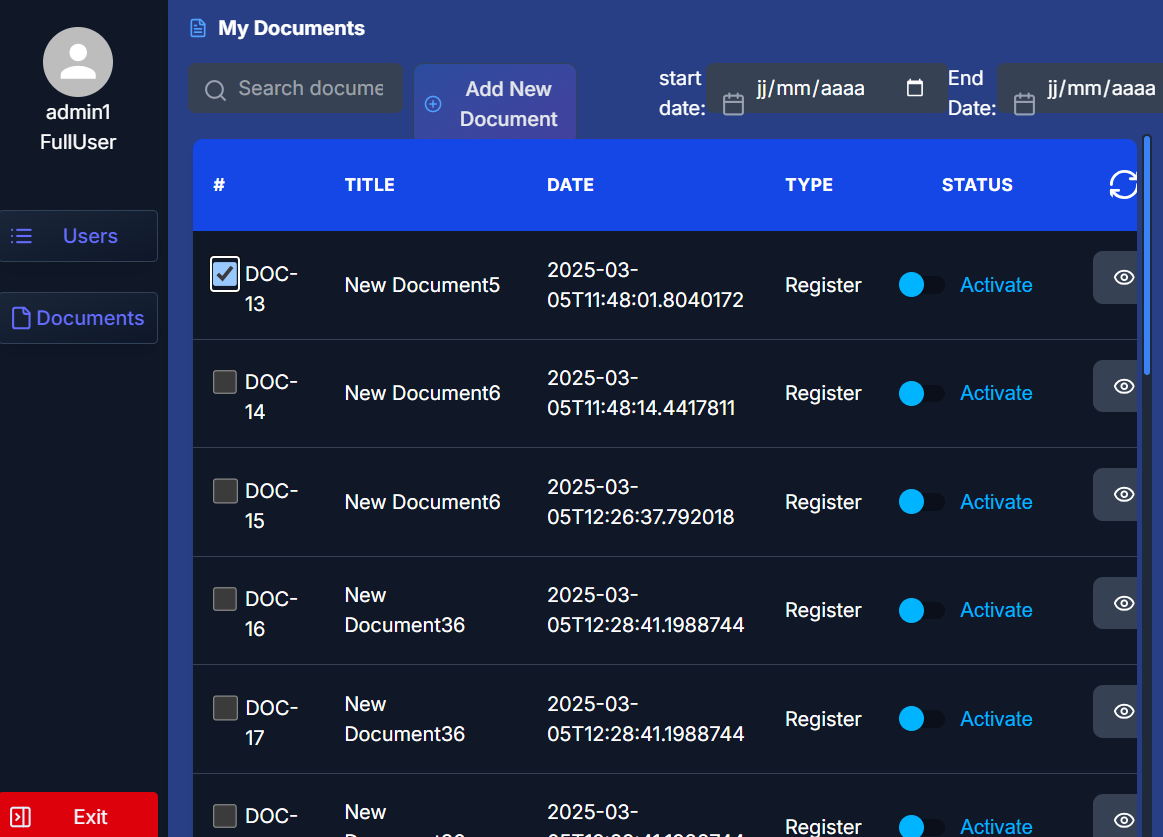 My Documents
admin1
FullUser
Users
Documents
Exit
Search docume
Add New
Document
start
date:
jj/mm/aaaa
End
Date:
jj/mm/aaaa
# TITLE DATE TYPE STATUS
DOC-
13
New Document5
2025-03-
05T11:48:01.8040172
Register
Activate
DOC-
14
New Document6
2025-03-
05T11:48:14.4417811
Register
Activate
DOC-
15
New Document6
2025-03-
05T12:26:37.792018
Register
Activate
DOC-
16
New
Document36
2025-03-
05T12:28:41.1988744
Register
Activate
DOC-
17
New
Document36
2025-03-
05T12:28:41.1988744
Register
Activate
DOC-
New
2025-03-
Register
Activate